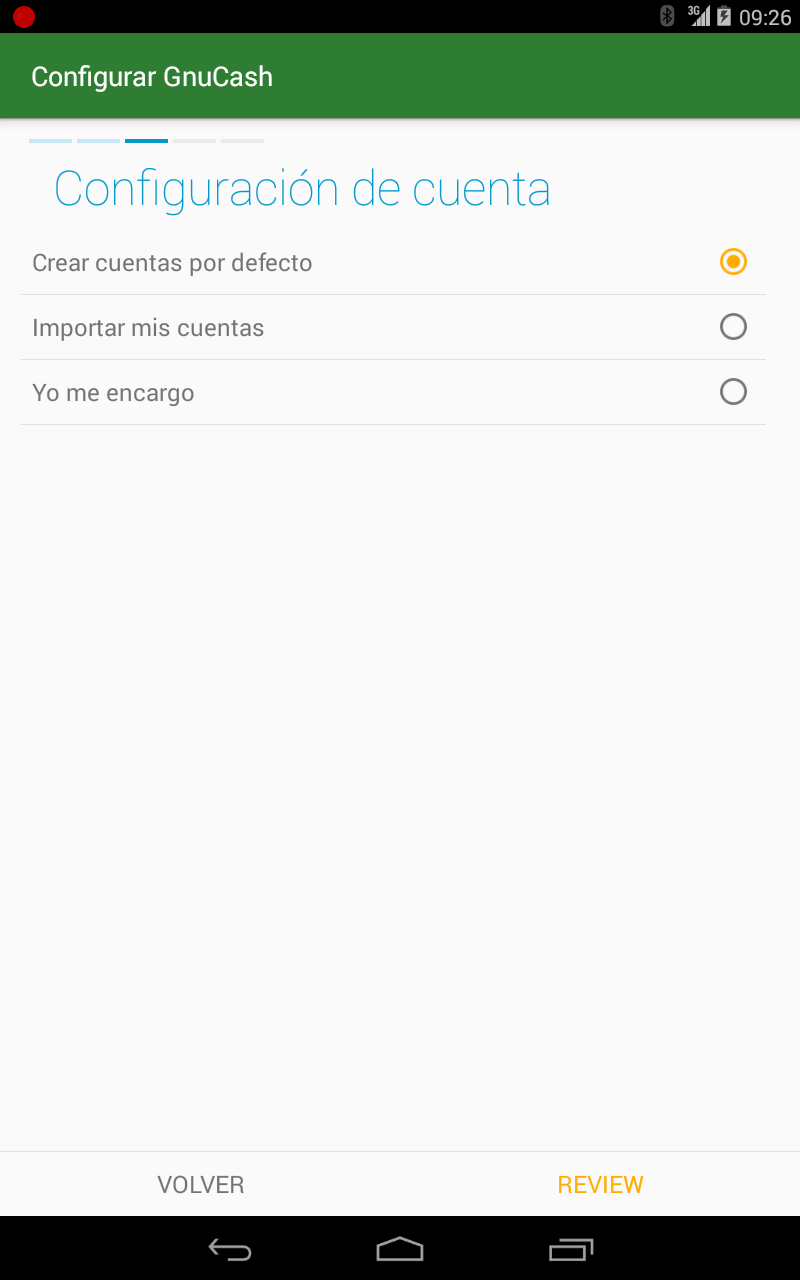 3G 09:26
Configurar GnuCash
Configuración de cuenta
Crear cuentas por defecto
Importar mis cuentas
Yo me encargo
VOLVER REVIEW